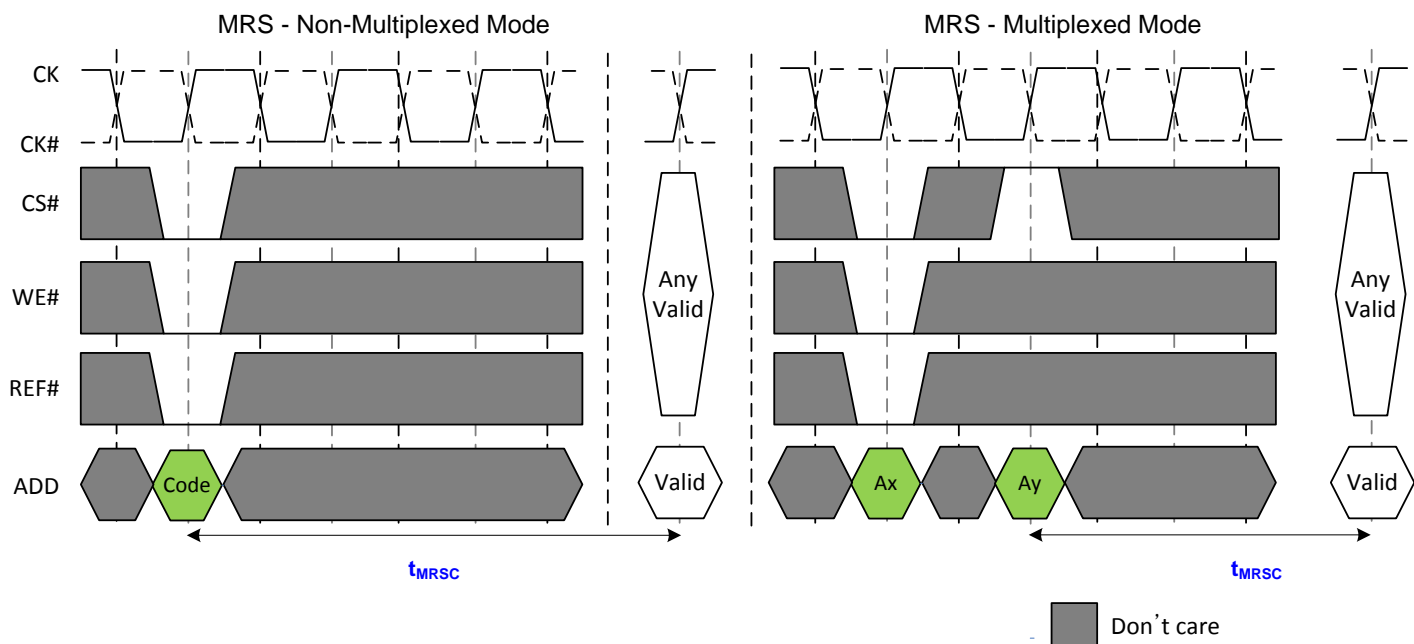 MRS - Non-Multiplexed Mode
MRS - Multiplexed Mode
CK
CK#
CS#
WE#
REF#
ADD
Any
Valid
Any
Valid
Code
Valid
Ax
Ay
Valid
tMRSC
tMRSC
Don't care